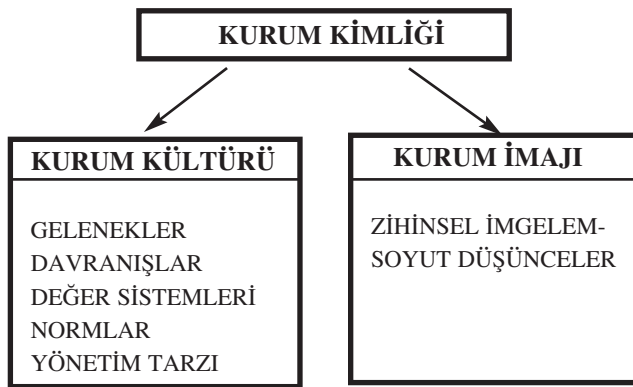 KURUM KİMLİĞİ
KURUM KÜLTÜRÜ
GELENEKLER
DAVRANIŞLAR
DEĞER SİSTEMLERİ
NORMLAR
YÖNETİM TARZI
KURUM İMAJI
ZİHİNSEL İMGELEM-
SOYUT DÜŞÜNCELER